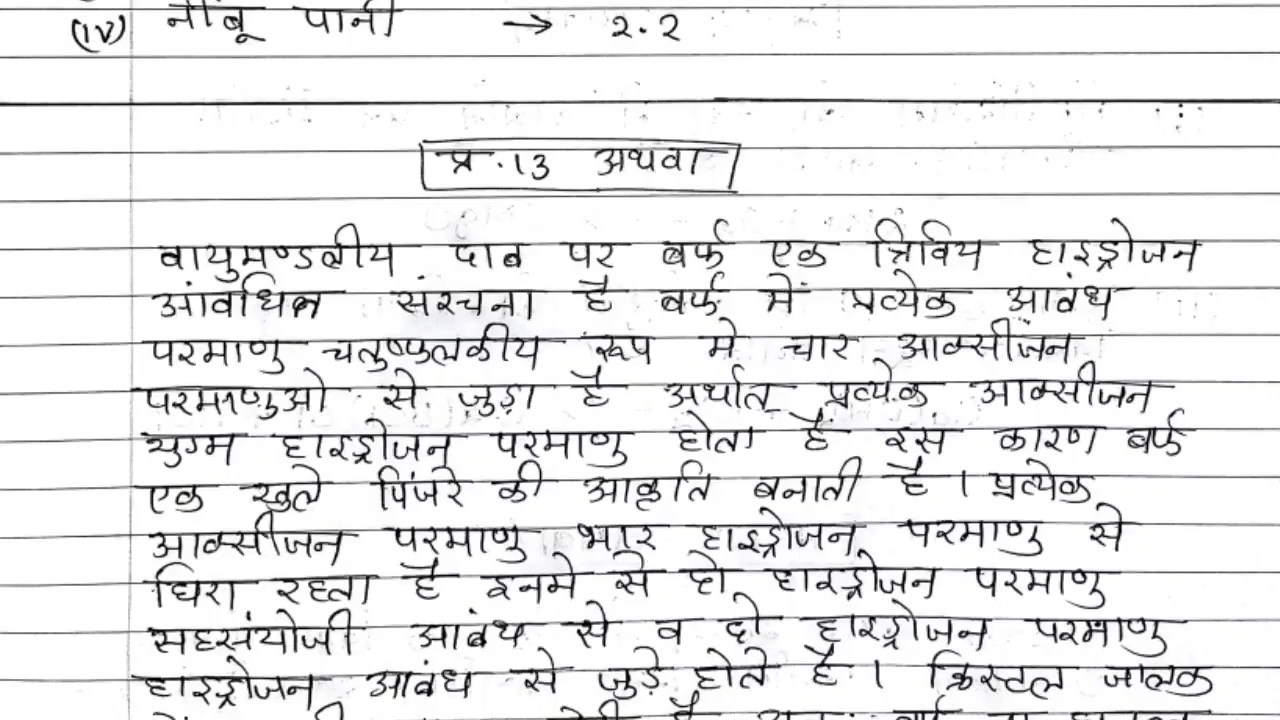 (iv) नींबू पानी → 2.2
प्र.13 अथवा
वायुमण्डलीय दाब पर बर्फ एक त्रिविय हाइड्रोजन
आंवधित संरचना है बर्फ में प्रत्येक आबंध
परमाणु चतुष्फलकीय रूप मे चार आक्सीजन
परमाणुओ से जुड़ा है अर्थात प्रत्येक आक्सीजन
युग्म हाइड्रोजन परमाणु होता है इस कारण बर्फ
एक खुले पिंजरे की आकृति बनाती है । प्रत्येक
आक्सीजन परमाणु हाइड्रोजन परमाणु से
घिरा रहता है इनमे से दो हाइड्रोजन परमाणु
सहसंयोजी आबंध से व दो हाइड्रोजन परमाणु
हाइड्रोजन आबंध से जुड़े होते है । क्रिस्टल जालक